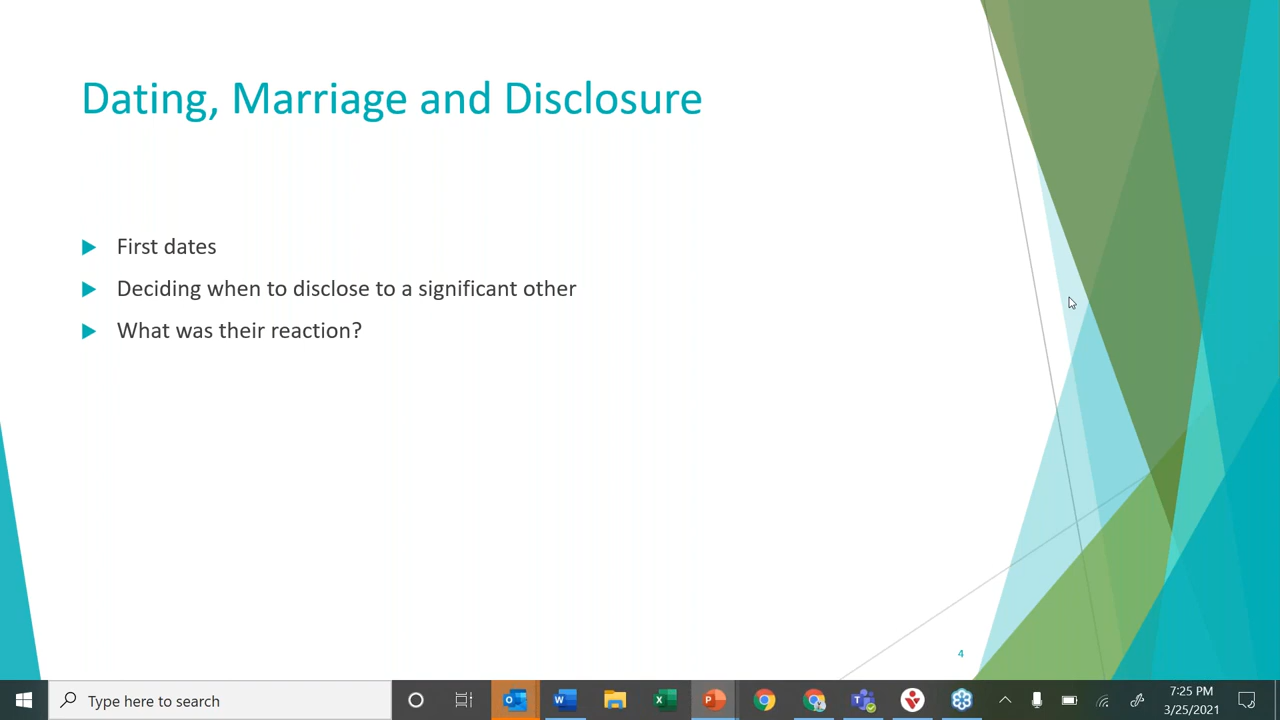 Dating, Marriage and Disclosure
First dates
Deciding when to disclose to a significant other
What was their reaction?
4
Type here to search
7:25 PM
3/25/2021